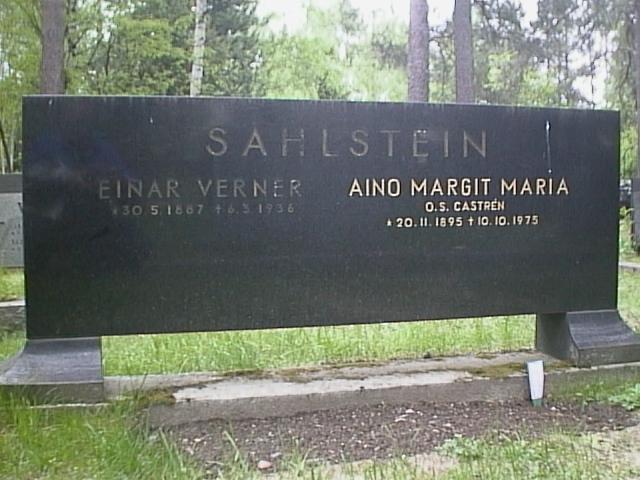 SAHLSTEIN
EINAR VERNER
* 30.5.1887 + 6.3.1936
AINO MARGIT MARIA
O.S. CASTRÉN
* 20.11.1895 + 10.10.1975